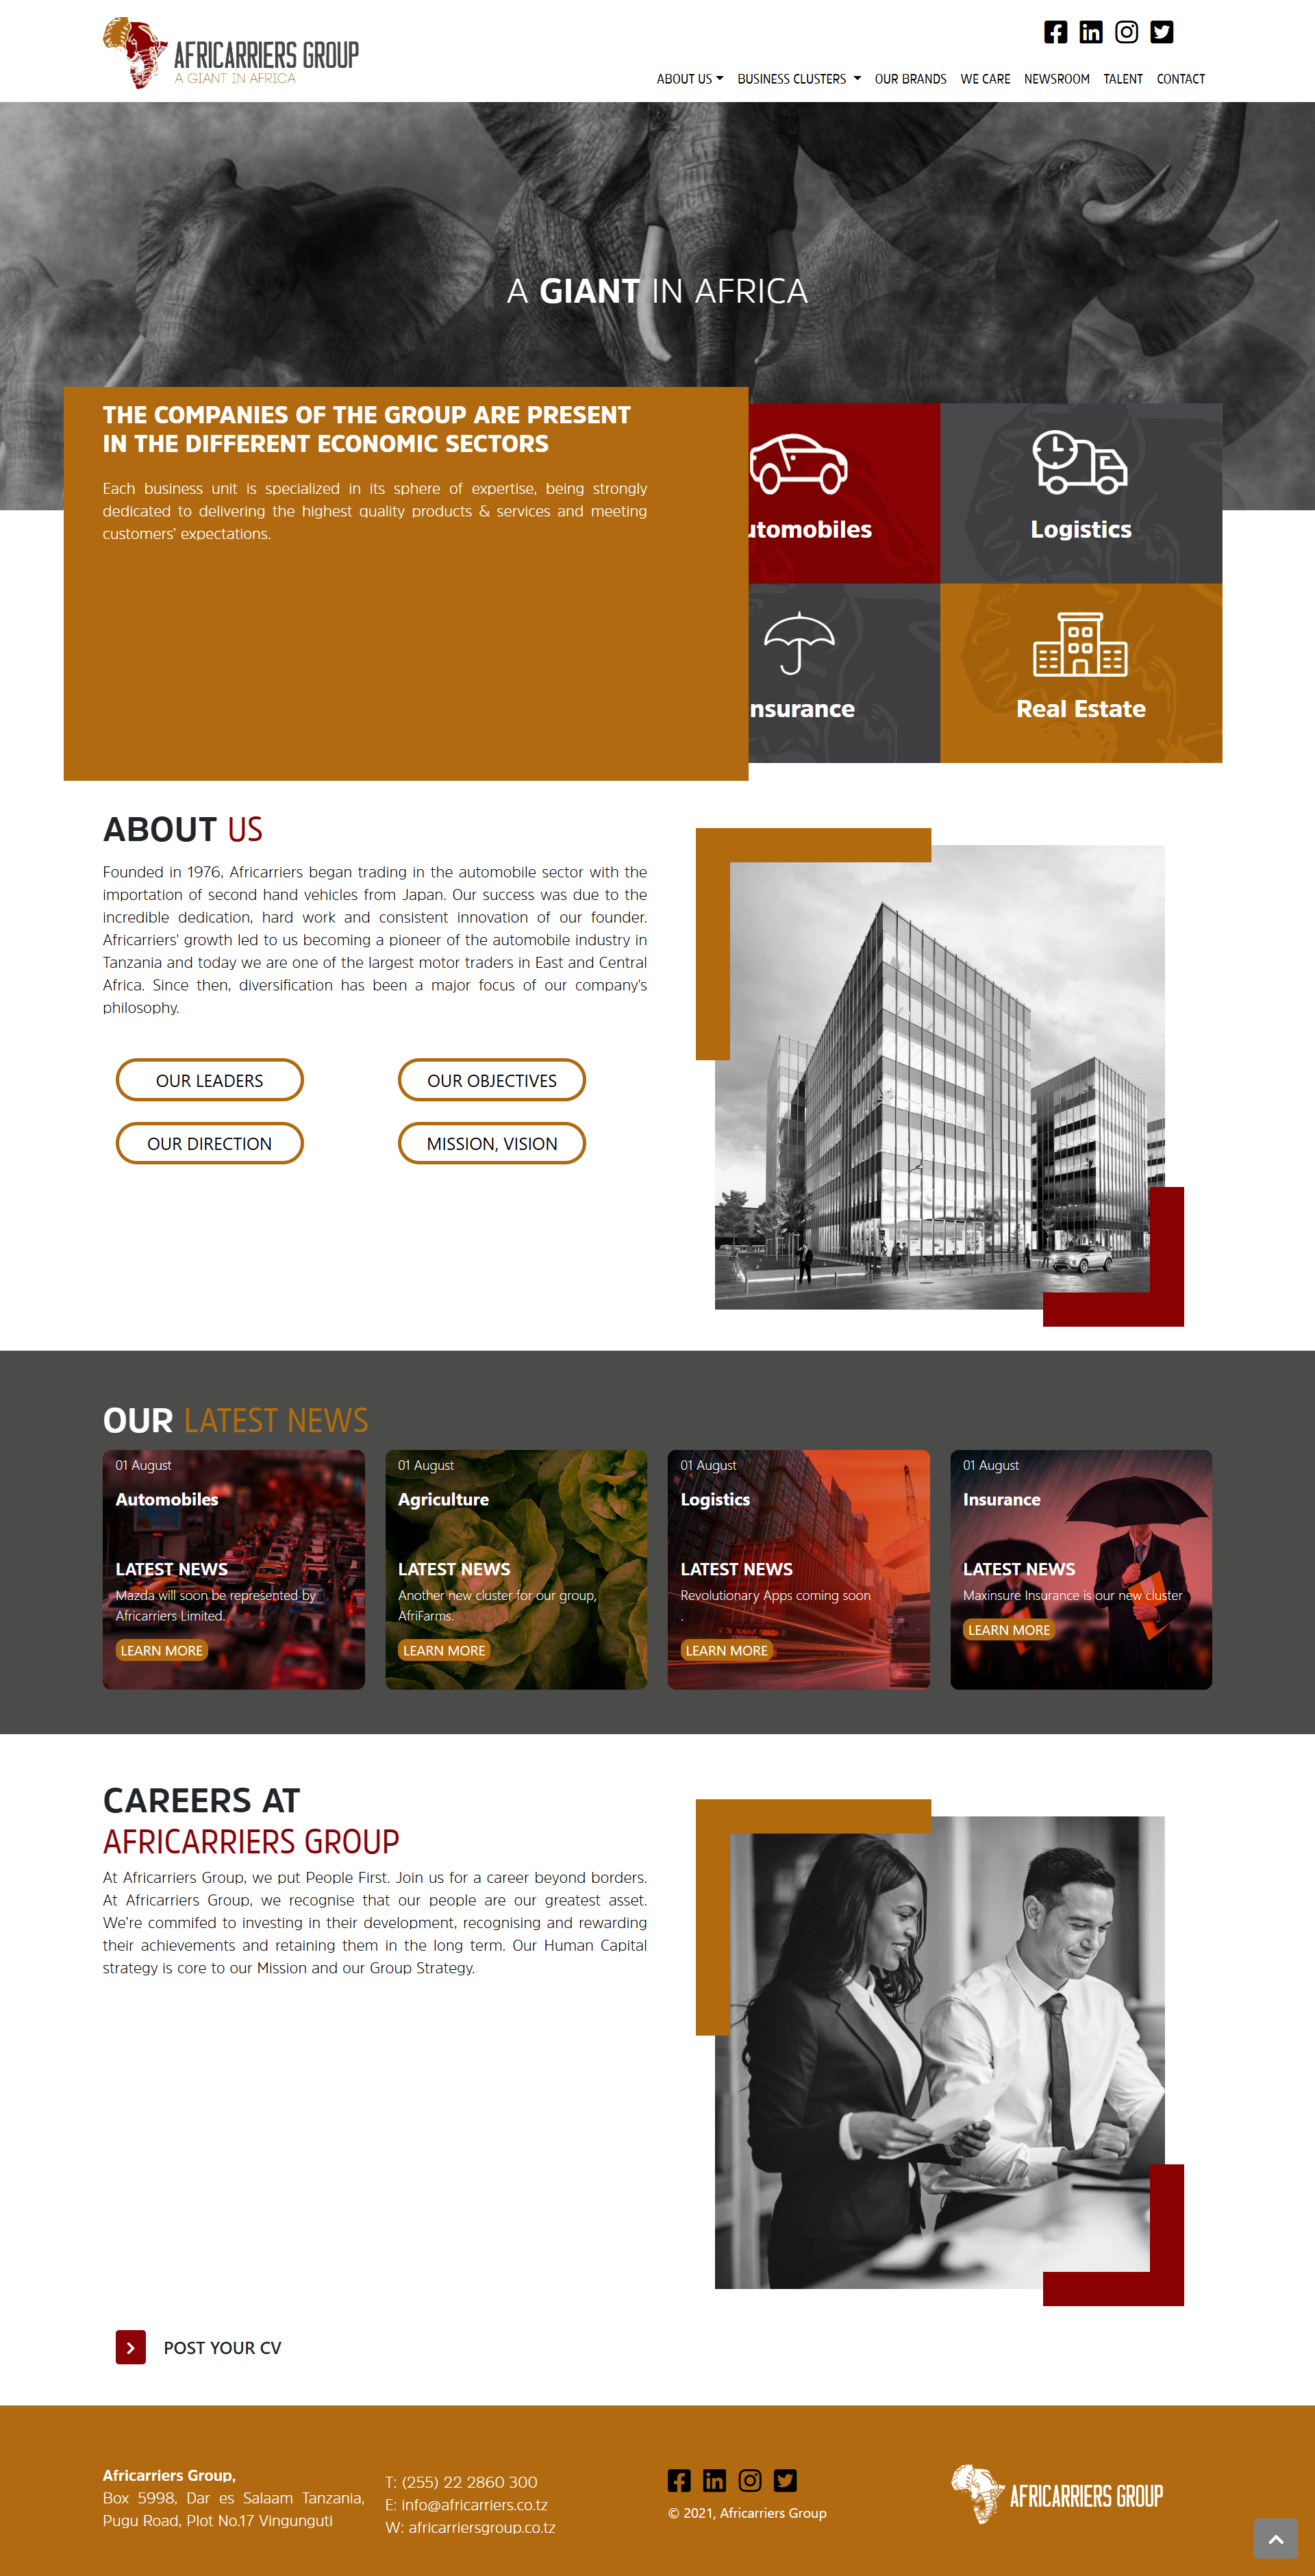 AFRICARRIERS GROUP
A GIANT IN AFRICA
ABOUT US BUSINESS CLUSTERS OUR BRANDS WE CARE NEWSROOM TALENT CONTACT
A GIANT IN AFRICA
THE COMPANIES OF THE GROUP ARE PRESENT
IN THE DIFFERENT ECONOMIC SECTORS
Each business unit is specialized in its sphere of expertise, being strongly
dedicated to delivering the highest quality products & services and meeting
customers' expectations.
utomobiles
Logistics
nsurance
Real Estate
ABOUT US
Founded in 1976, Africarriers began trading in the automobile sector with the
importation of second hand vehicles from Japan. Our success was due to the
incredible dedication, hard work and consistent innovation of our founder.
Africarriers' growth led to us becoming a pioneer of the automobile industry in
Tanzania and today we are one of the largest motor traders in East and Central
Africa. Since then, diversification has been a major focus of our company's
philosophy.
OUR LEADERS
OUR OBJECTIVES
OUR DIRECTION
MISSION, VISION
OUR LATEST NEWS
01 August
Automobiles
LATEST NEWS
Mazda will soon be represented by
Africarriers Limited.
LEARN MORE
01 August
Agriculture
LATEST NEWS
Another new cluster for our group,
AfriFarms.
LEARN MORE
01 August
Logistics
LATEST NEWS
Revolutionary Apps coming soon
.
LEARN MORE
01 August
Insurance
LATEST NEWS
Maxinsure Insurance is our new cluster
LEARN MORE
CAREERS AT
AFRICARRIERS GROUP
At Africarriers Group, we put People First. Join us for a career beyond borders.
At Africarriers Group, we recognise that our people are our greatest asset.
We're commifed to investing in their development, recognising and rewarding
their achievements and retaining them in the long term. Our Human Capital
strategy is core to our Mission and our Group Strategy.
POST YOUR CV
Africarriers Group,
Box 5998, Dar es Salaam Tanzania,
Pugu Road, Plot No.17 Vingunguti
T: (255) 22 2860 300
E: info@africarriers.co.tz
W: africarriersgroup.co.tz
© 2021, Africarriers Group
AFRICARRIERS GROUP